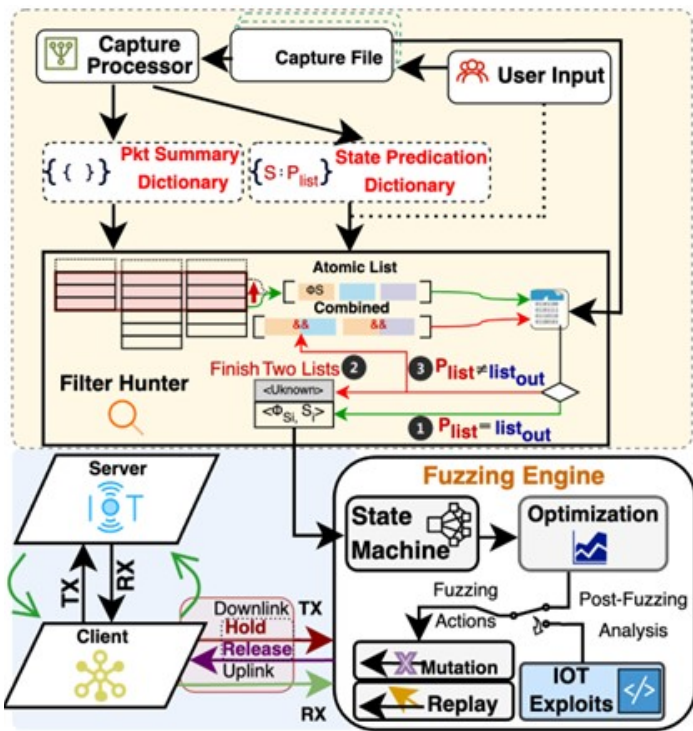 Capture
Processor
Capture File
User Input
{ { } }
Pkt Summary
Dictionary
{S:Plist}
State Predication
Dictionary
Atomic List
[ ΦS ]
Combined
[ && && ]
Finish Two Lists 2
3 Plist≠listout
Filter Hunter
<Uknown>
<ΦSi, Si>
1 Plist=listout
Server
IOT
TX
RX
Client
Downlink TX
Hold
Release
Uplink
RX
Fuzzing Engine
State
Machine
Optimization
Fuzzing
Actions
Post-Fuzzing
Analysis
X Mutation
Replay
IOT
Exploits
</>